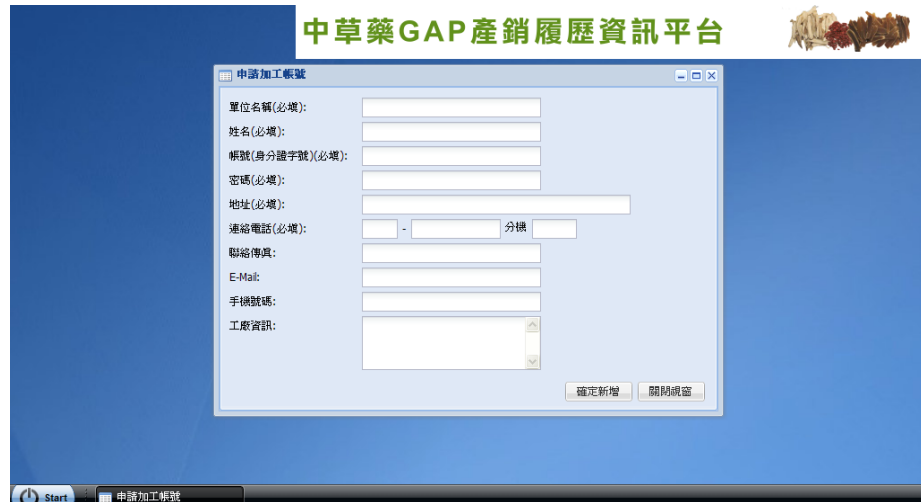 中草藥GAP產銷履歷資訊平台
申請加工帳號
單位名稱(必填):
姓名(必填):
帳號(身分證字號)(必填):
密碼(必填):
地址(必填):
連絡電話(必填): - 分機
聯絡傳真:
E-Mail:
手機號碼:
工廠資訊:
確定新增 關閉視窗
Start 申請加工帳號